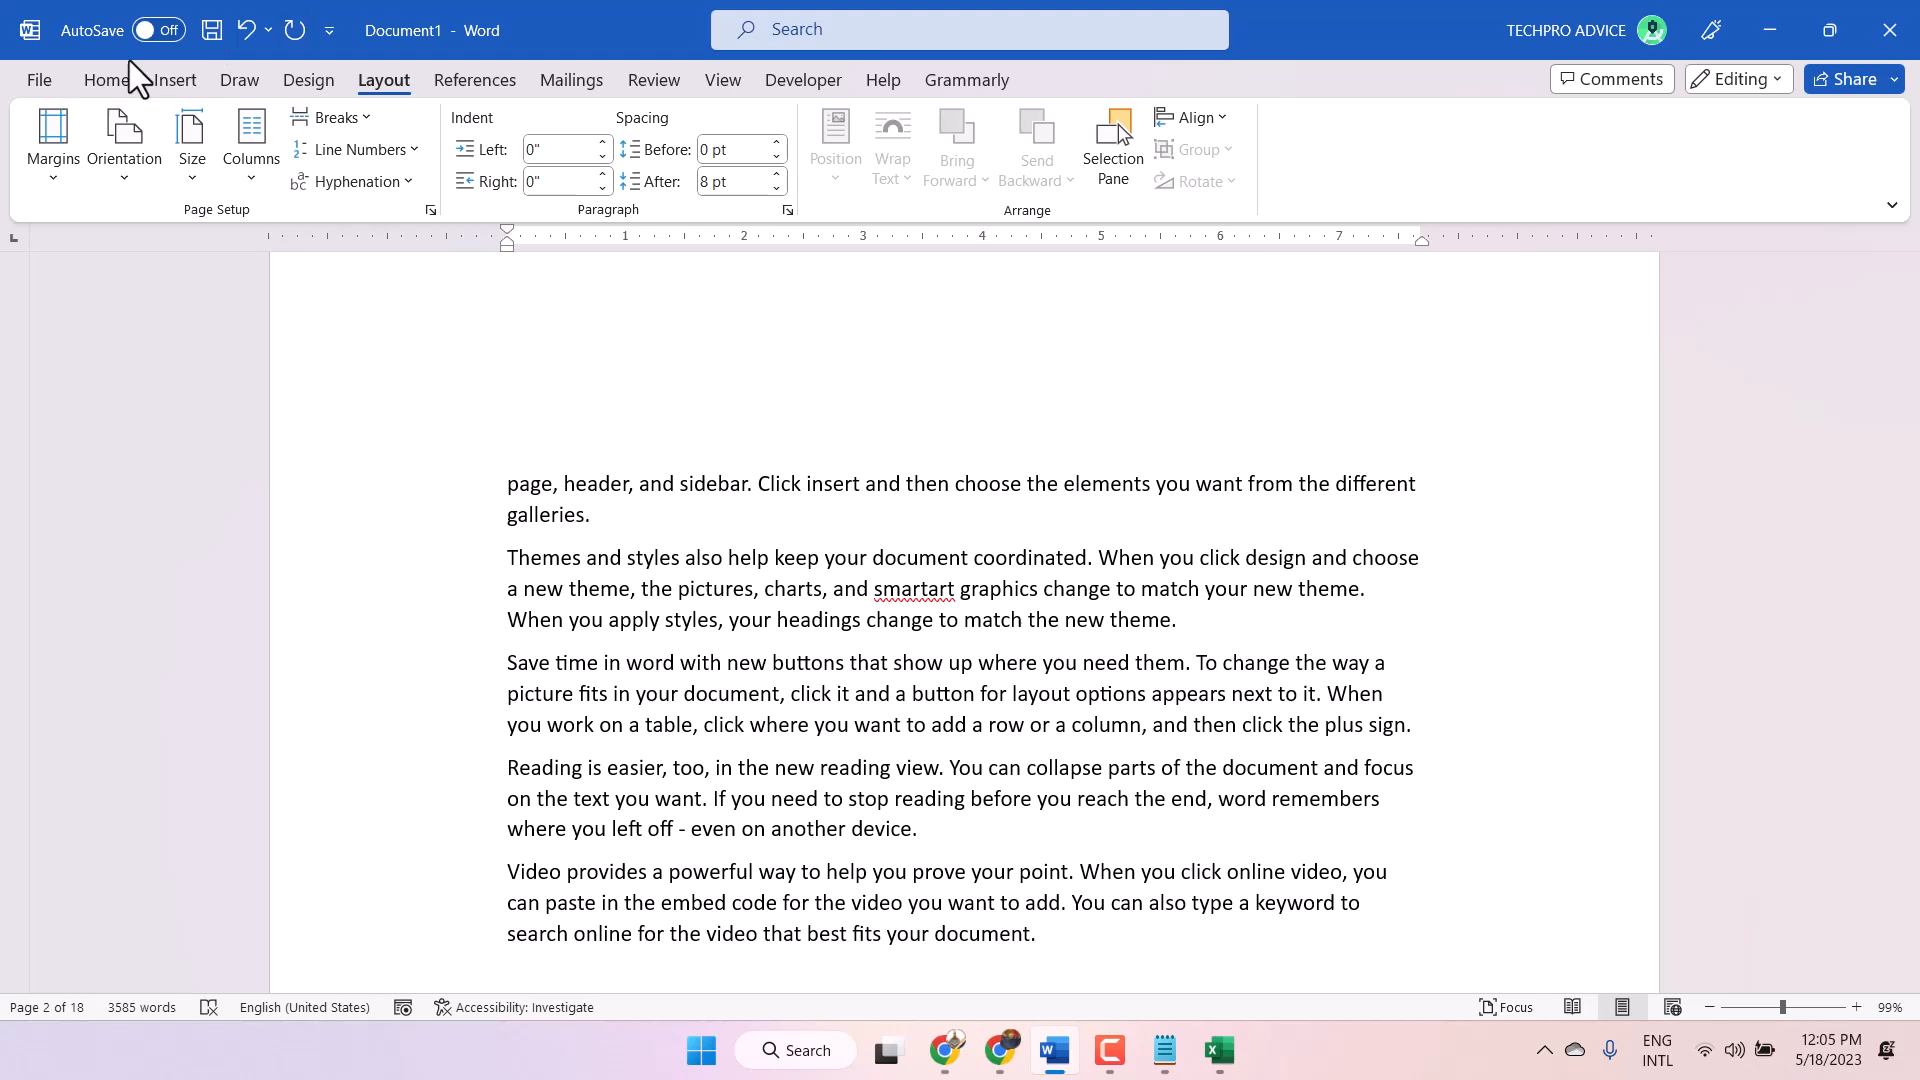 AutoSave Off Document1 - Word Search TECHPRO ADVICE
File Home Insert Draw Design Layout References Mailings Review View Developer Help Grammarly Comments Editing Share
Margins Orientation Size Columns
Breaks
Line Numbers
Hyphenation
Page Setup
Indent Spacing
Left: 0" Before: 0 pt
Right: 0" After: 8 pt
Paragraph
Position Wrap Text Bring Forward Send Backward Selection Pane
Align
Group
Rotate
Arrange
1 2 3 4 5 6 7
page, header, and sidebar. Click insert and then choose the elements you want from the different
galleries.
Themes and styles also help keep your document coordinated. When you click design and choose
a new theme, the pictures, charts, and smartart graphics change to match your new theme.
When you apply styles, your headings change to match the new theme.
Save time in word with new buttons that show up where you need them. To change the way a
picture fits in your document, click it and a button for layout options appears next to it. When
you work on a table, click where you want to add a row or a column, and then click the plus sign.
Reading is easier, too, in the new reading view. You can collapse parts of the document and focus
on the text you want. If you need to stop reading before you reach the end, word remembers
where you left off - even on another device.
Video provides a powerful way to help you prove your point. When you click online video, you
can paste in the embed code for the video you want to add. You can also type a keyword to
search online for the video that best fits your document.
Page 2 of 18 3585 words English (United States) Accessibility: Investigate Focus 99%
Search
ENG
INTL
12:05 PM
5/18/2023